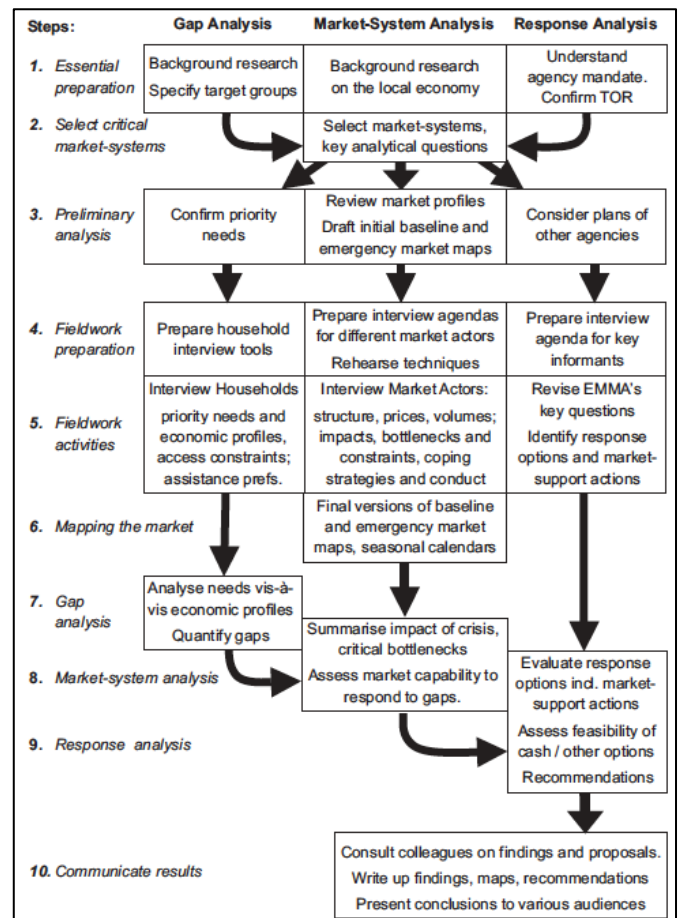 Steps:
Gap Analysis
Market-System Analysis
Response Analysis
1. Essential
preparation
Background research
Specify target groups
Background research
on the local economy
Understand
agency mandate.
Confirm TOR
2. Select critical
market-systems
Select market-systems,
key analytical questions
3. Preliminary
analysis
Confirm priority
needs
Review market profiles
Draft initial baseline and
emergency market maps
Consider plans of
other agencies
4. Fieldwork
preparation
Prepare household
interview tools
Prepare interview agendas
for different market actors
Rehearse techniques
Prepare interview
agenda for key
informants
5. Fieldwork
activities
Interview Households
priority needs and
economic profiles,
access constraints;
assistance prefs.
Interview Market Actors:
structure, prices, volumes;
impacts, bottlenecks and
constraints, coping
strategies and conduct
Revise EMMA's
key questions
Identify response
options and market-
support actions
6. Mapping the market
Final versions of baseline
and emergency market
maps, seasonal calendars
7. Gap
analysis
Analyse needs vis-à-
vis economic profiles
Quantify gaps
8. Market-system analysis
Summarise impact of crisis,
critical bottlenecks
Assess market capability to
respond to gaps.
9. Response analysis
Evaluate response
options incl. market-
support actions
Assess feasibility of
cash / other options
Recommendations
10. Communicate results
Consult colleagues on findings and proposals.
Write up findings, maps, recommendations
Present conclusions to various audiences